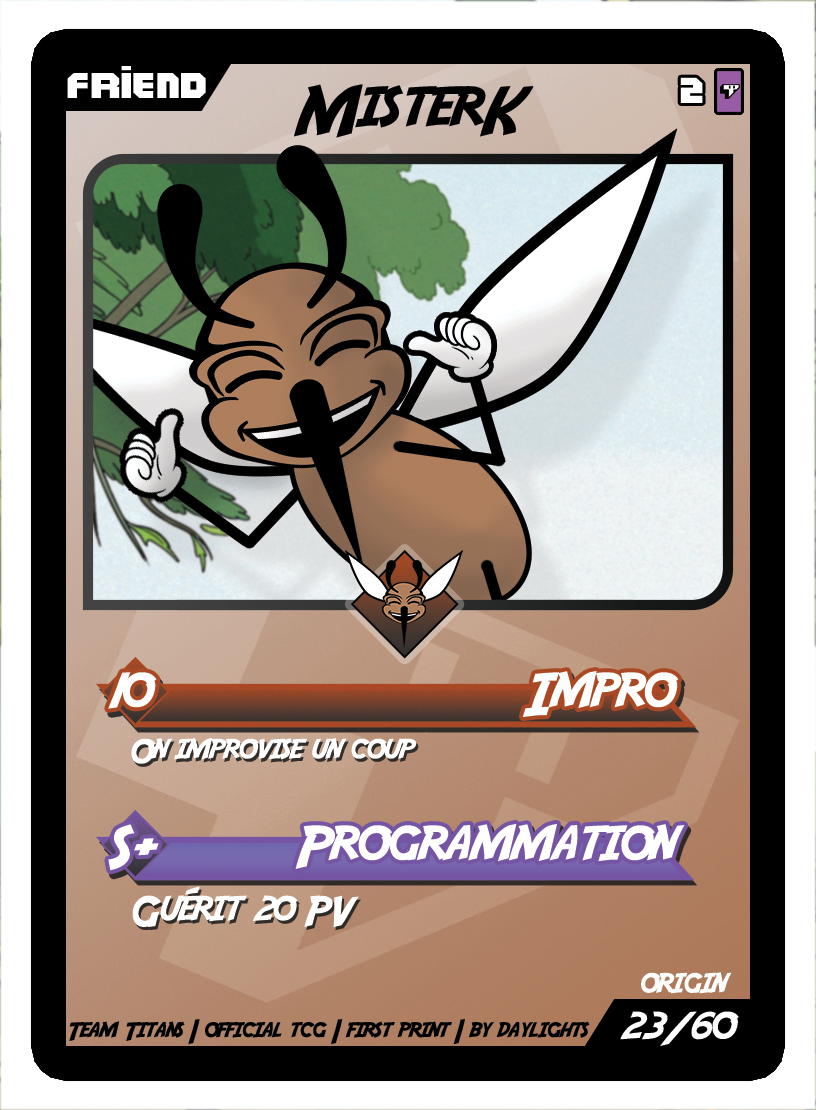 FRIEND
2
MisterK
10 Impro
On improvise un coup
S+ Programmation
Guérit 20 PV
Origin
Team Titans | Official TCG | First Print | By Daylights
23/60